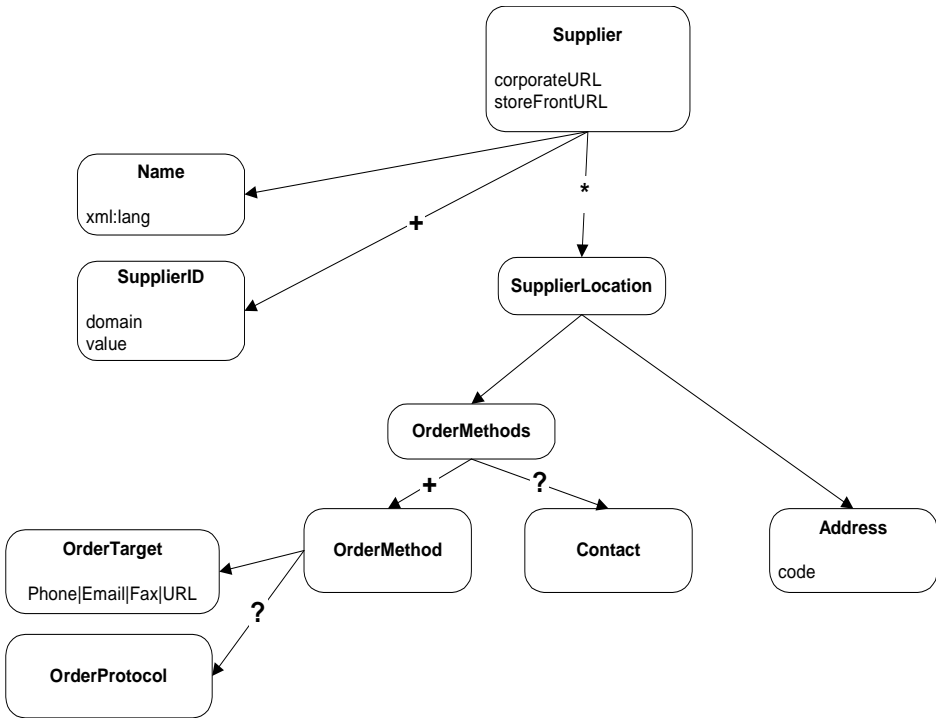 Supplier
corporateURL
storeFrontURL
Name
xml:lang
*
+
SupplierID
domain
value
SupplierLocation
OrderMethods
+
?
OrderTarget
Phone|Email|Fax|URL
OrderMethod
Contact
Address
code
?
OrderProtocol